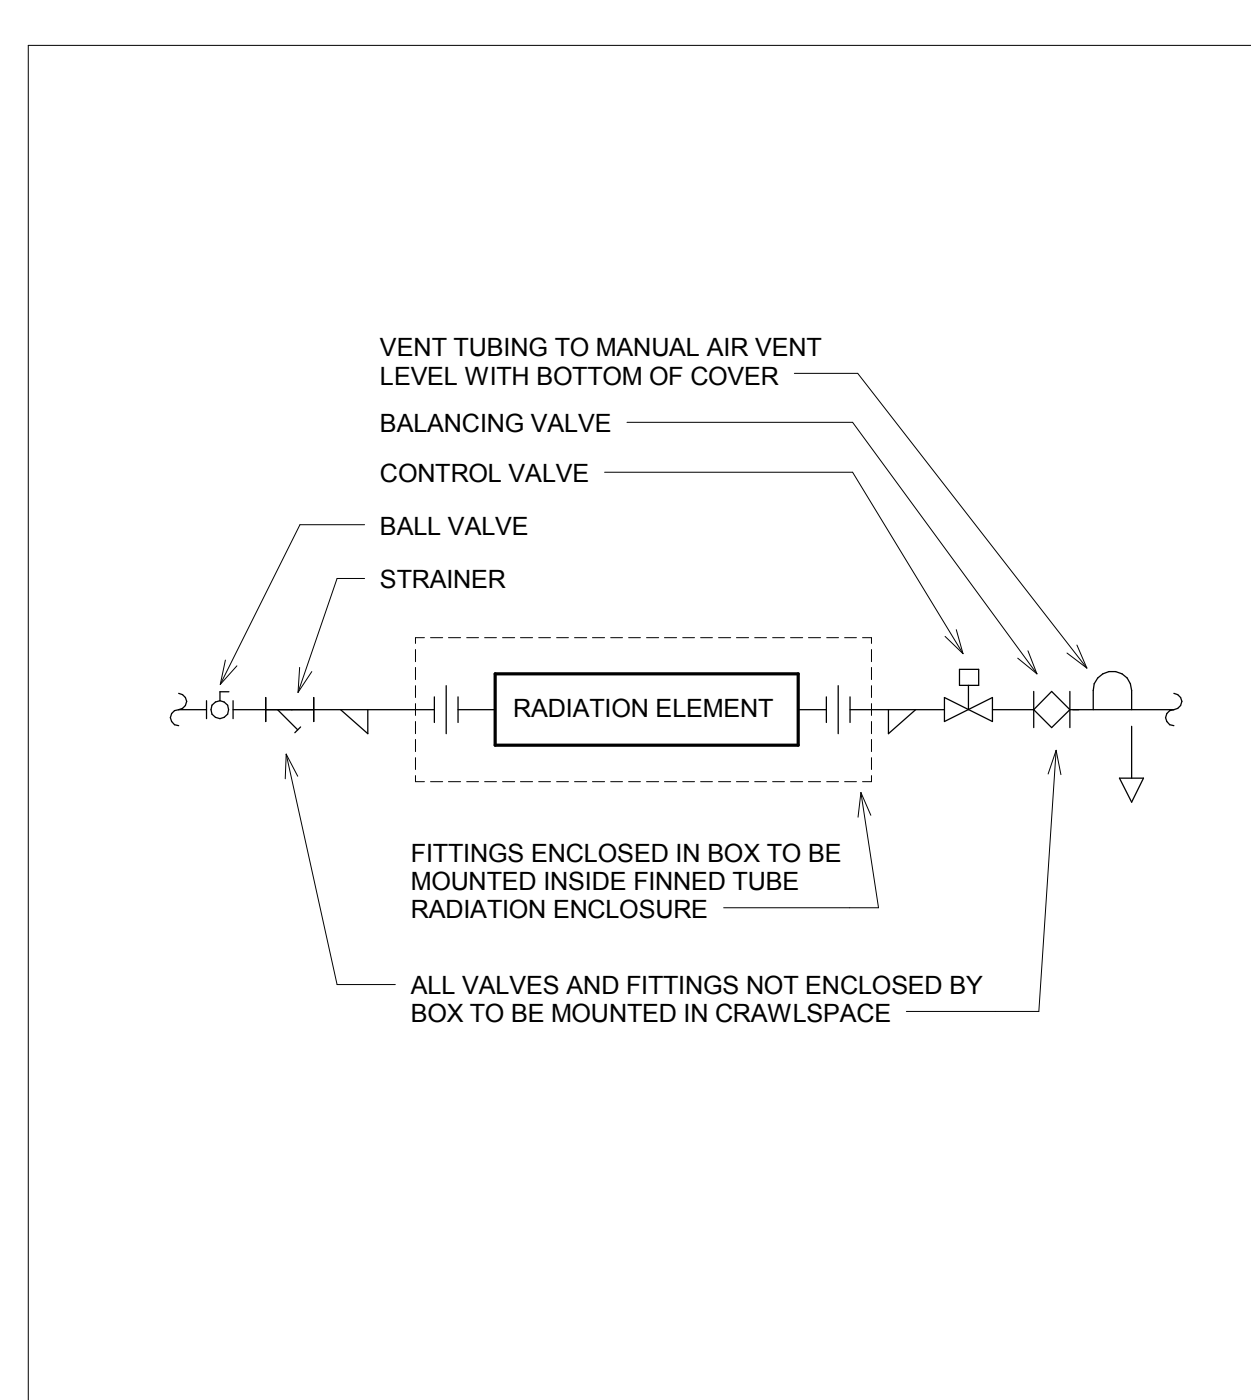 VENT TUBING TO MANUAL AIR VENT
LEVEL WITH BOTTOM OF COVER
BALANCING VALVE
CONTROL VALVE
BALL VALVE
STRAINER
RADIATION ELEMENT
FITTINGS ENCLOSED IN BOX TO BE
MOUNTED INSIDE FINNED TUBE
RADIATION ENCLOSURE
ALL VALVES AND FITTINGS NOT ENCLOSED BY
BOX TO BE MOUNTED IN CRAWLSPACE